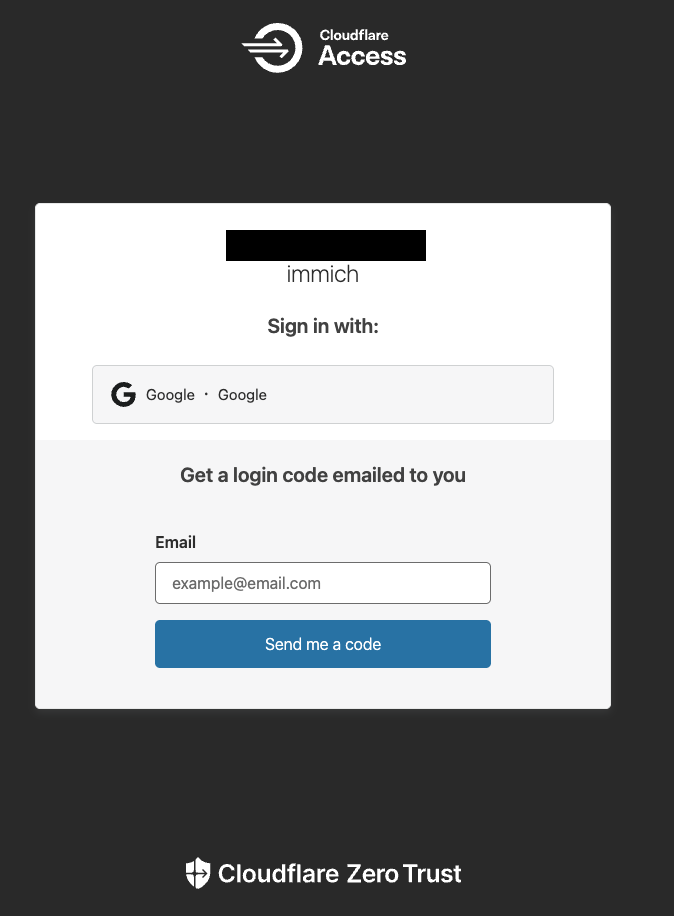 Cloudflare
Access
immich
Sign in with:
Google · Google
Get a login code emailed to you
Email
example@email.com
Send me a code
Cloudflare Zero Trust